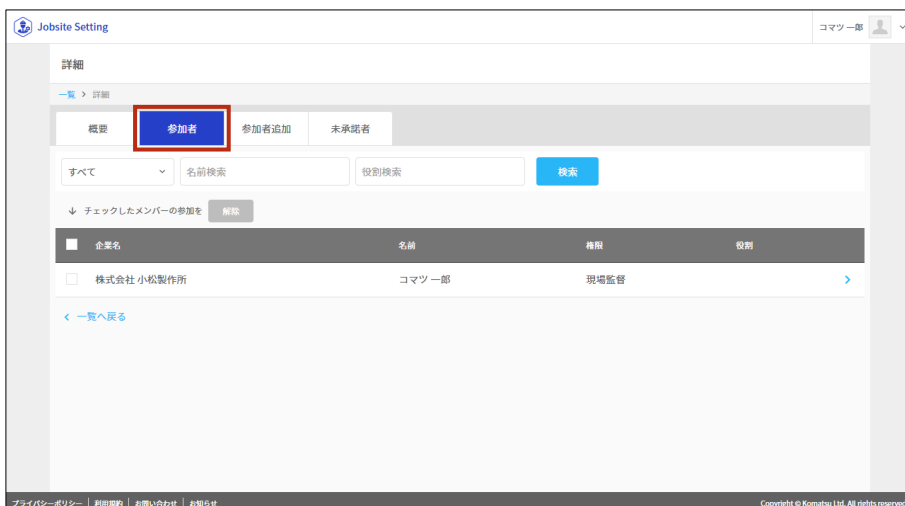 Jobsite Setting
コマツ 一郎
詳細
一覧 > 詳細
概要 参加者 参加者追加 未承諾者
すべて 名前検索 役割検索 検索
↓ チェックしたメンバーの参加を 解除
企業名 名前 権限 役割
株式会社 小松製作所 コマツ 一郎 現場監督 >
< 一覧へ戻る
プライバシーポリシー | 利用規約 | お問い合わせ | お知らせ Copyright © Komatsu Ltd. All rights reserved